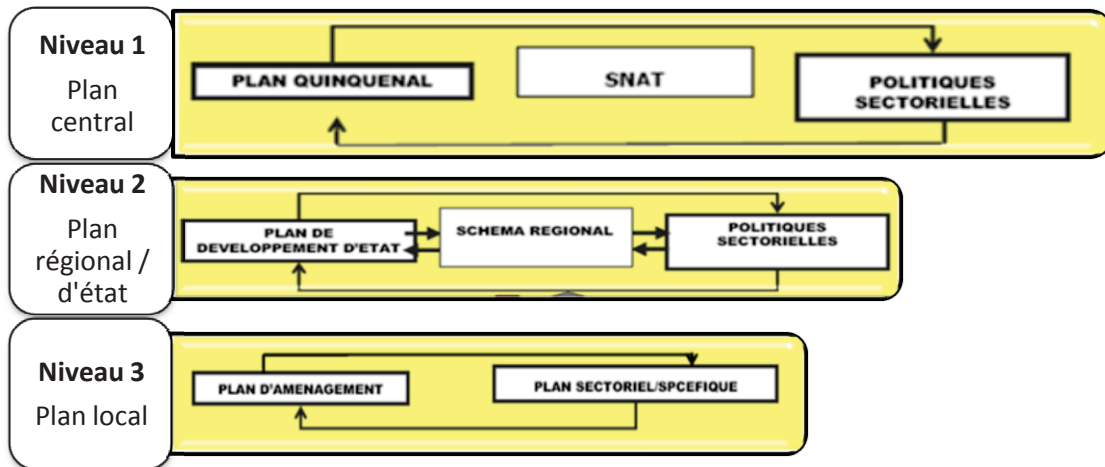 Niveau 1
Plan
central
PLAN QUINQUENAL
SNAT
POLITIQUES
SECTORIELLES
Niveau 2
Plan
régional /
d'état
PLAN DE
DEVELOPPEMENT D'ETAT
SCHEMA REGIONAL
POLITIQUES
SECTORIELLES
Niveau 3
Plan local
PLAN D'AMENAGEMENT
PLAN SECTORIEL/SPCEFIQUE